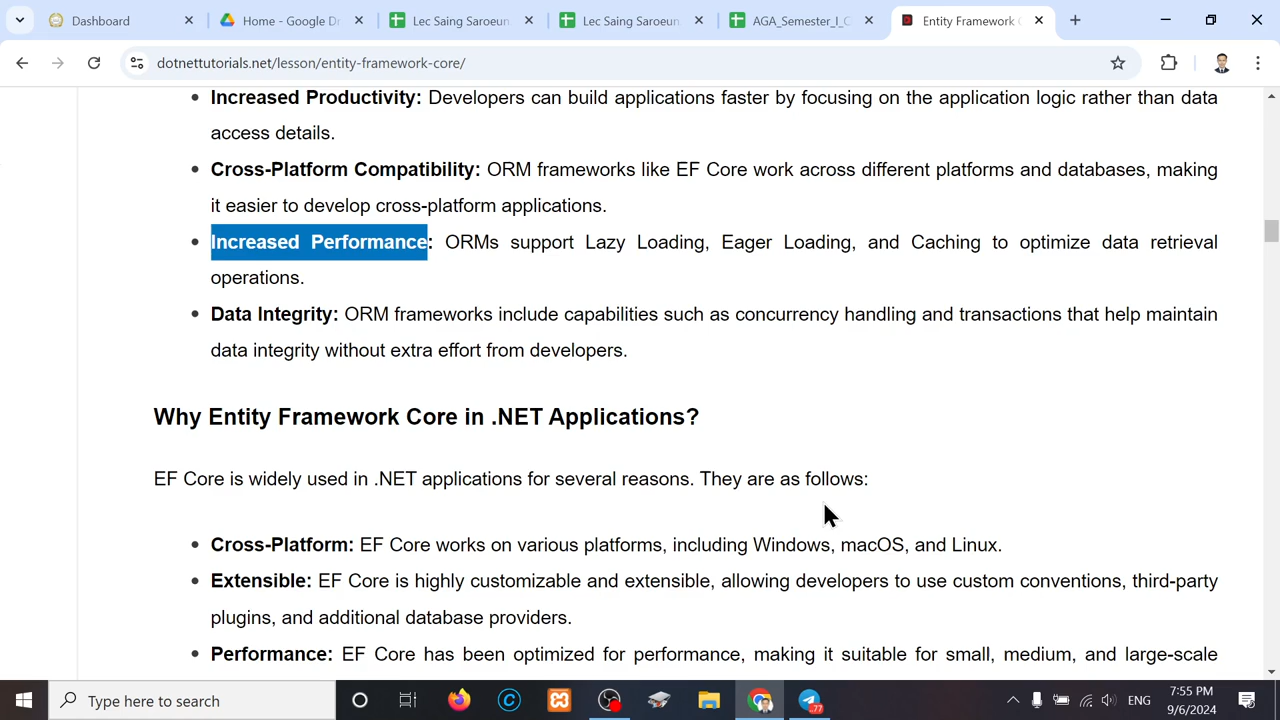 Dashboard
Home - Google Dr
Lec Saing Saroeun
Lec Saing Saroeun
AGA_Semester_I_C
Entity Framework C
dotnettutorials.net/lesson/entity-framework-core/
• Increased Productivity: Developers can build applications faster by focusing on the application logic rather than data
access details.
• Cross-Platform Compatibility: ORM frameworks like EF Core work across different platforms and databases, making
it easier to develop cross-platform applications.
• Increased Performance: ORMs support Lazy Loading, Eager Loading, and Caching to optimize data retrieval
operations.
• Data Integrity: ORM frameworks include capabilities such as concurrency handling and transactions that help maintain
data integrity without extra effort from developers.
Why Entity Framework Core in .NET Applications?
EF Core is widely used in .NET applications for several reasons. They are as follows:
• Cross-Platform: EF Core works on various platforms, including Windows, macOS, and Linux.
• Extensible: EF Core is highly customizable and extensible, allowing developers to use custom conventions, third-party
plugins, and additional database providers.
• Performance: EF Core has been optimized for performance, making it suitable for small, medium, and large-scale
Type here to search
77
ENG
7:55 PM
9/6/2024